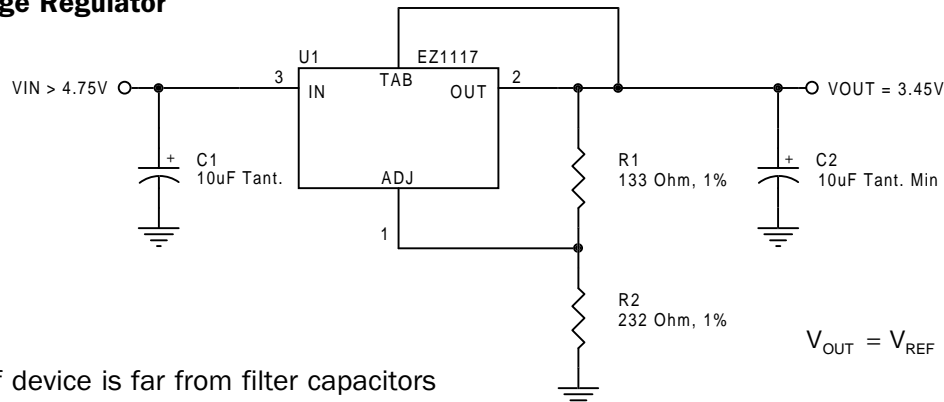 ge Regulator
U1
EZ1117
VIN > 4.75V
3
IN
TAB
OUT
2
VOUT = 3.45V
+
C1
10uF Tant.
ADJ
1
R1
133 Ohm, 1%
+
C2
10uF Tant. Min
R2
232 Ohm, 1%
V_OUT = V_REF
f device is far from filter capacitors